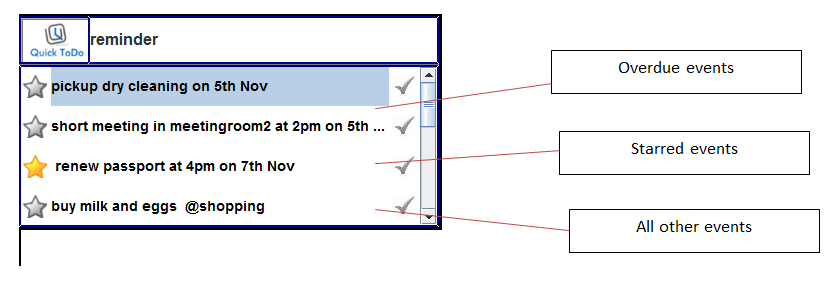 reminder
Quick ToDo
pickup dry cleaning on 5th Nov
short meeting in meetingroom2 at 2pm on 5th ...
renew passport at 4pm on 7th Nov
buy milk and eggs @shopping
Overdue events
Starred events
All other events